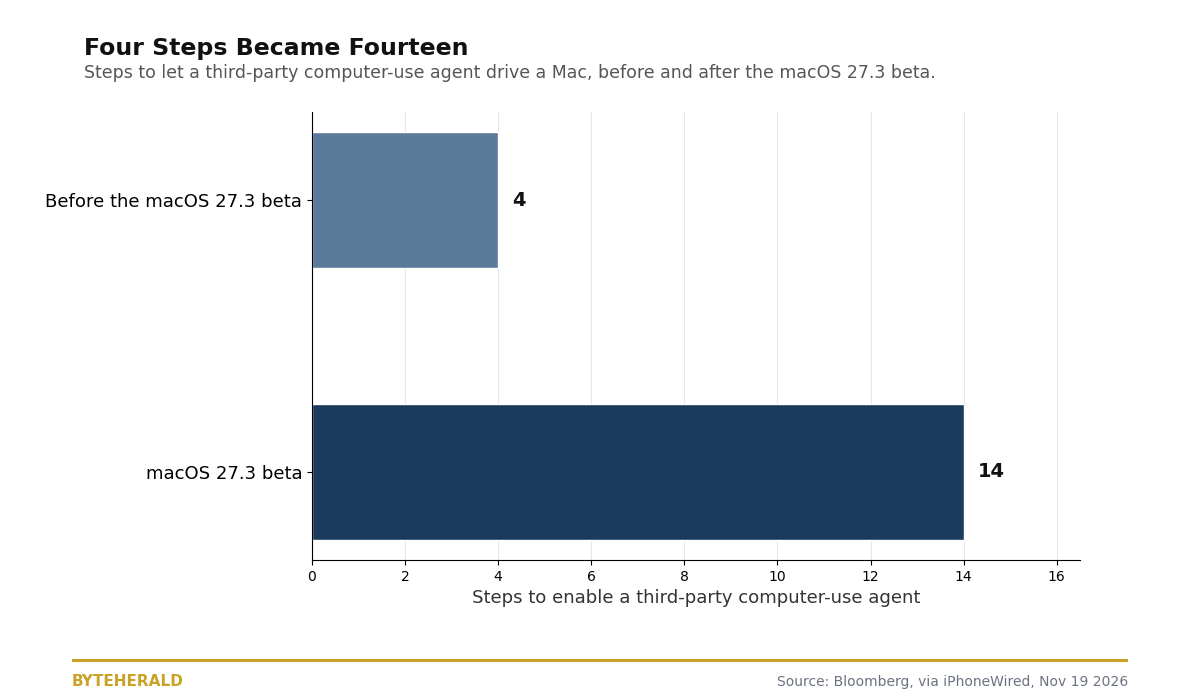 Four Steps Became Fourteen
Steps to let a third-party computer-use agent drive a Mac, before and after the macOS 27.3 beta.
Before the macOS 27.3 beta
4
macOS 27.3 beta
14
0 2 4 6 8 10 12 14 16
Steps to enable a third-party computer-use agent
BYTEHERALD
Source: Bloomberg, via iPhoneWired, Nov 19 2026